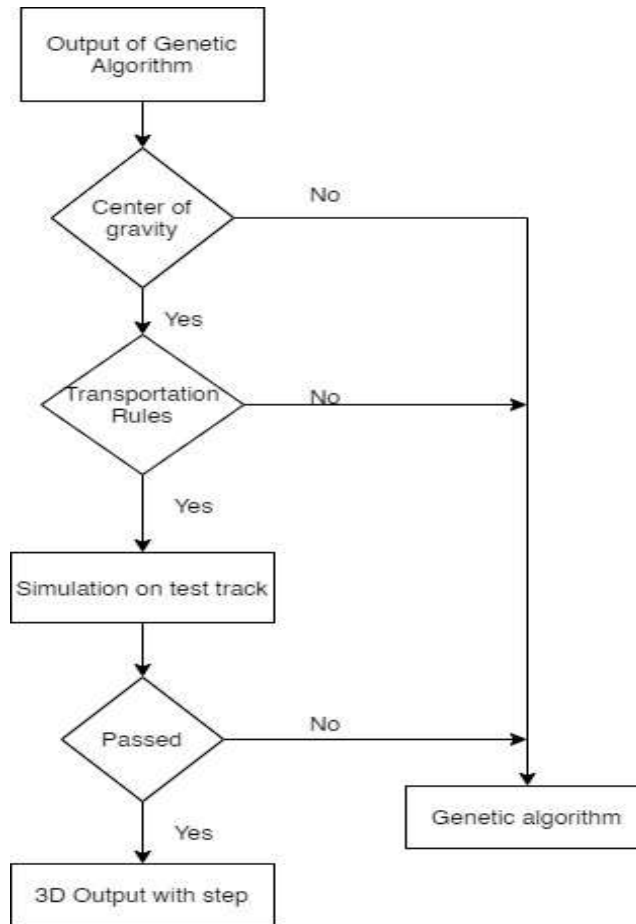 Output of Genetic
Algorithm
Center of
gravity
No
Yes
Transportation
Rules
No
Yes
Simulation on test track
Passed
No
Yes
Genetic algorithm
3D Output with step